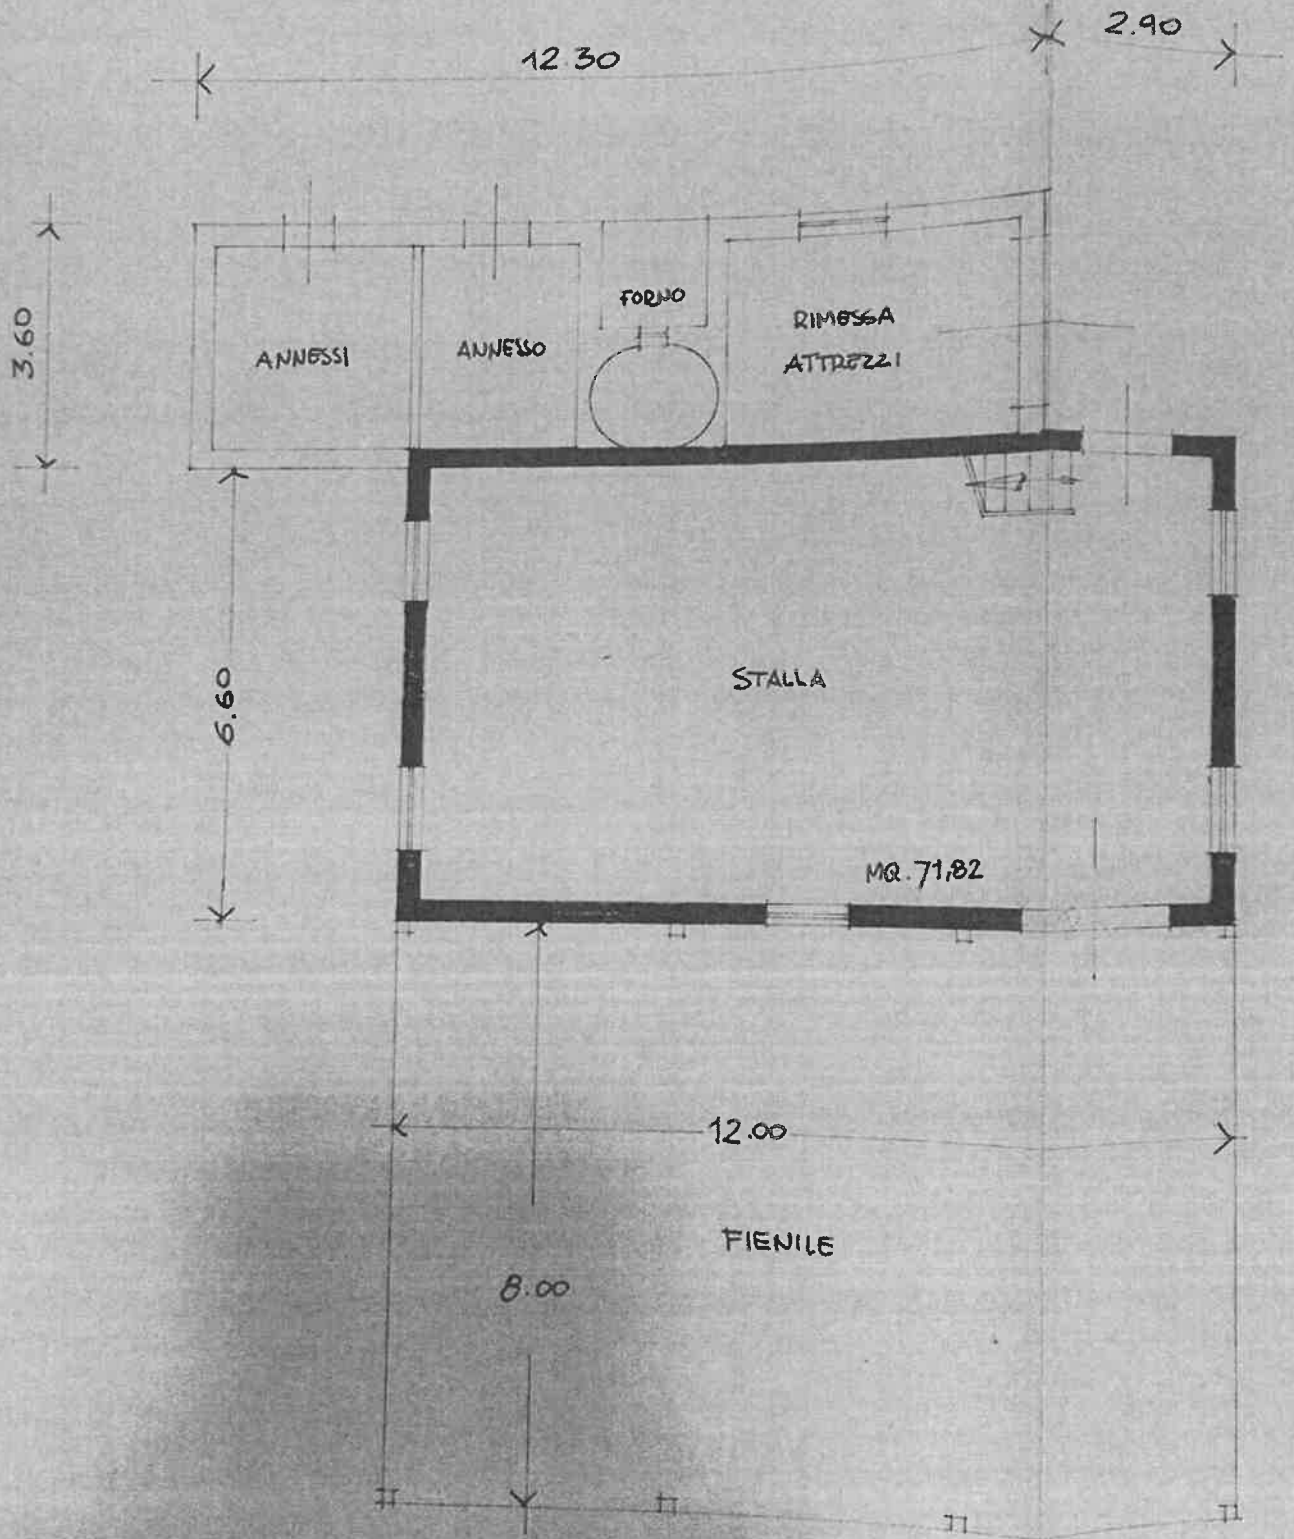 2.90
12.30
FORNO
3.60
RIMESSA
ATTREZZI
ANNESSI
ANNESSO
6.60
STALLA
MQ. 71,82
12.00
FIENILE
8.00